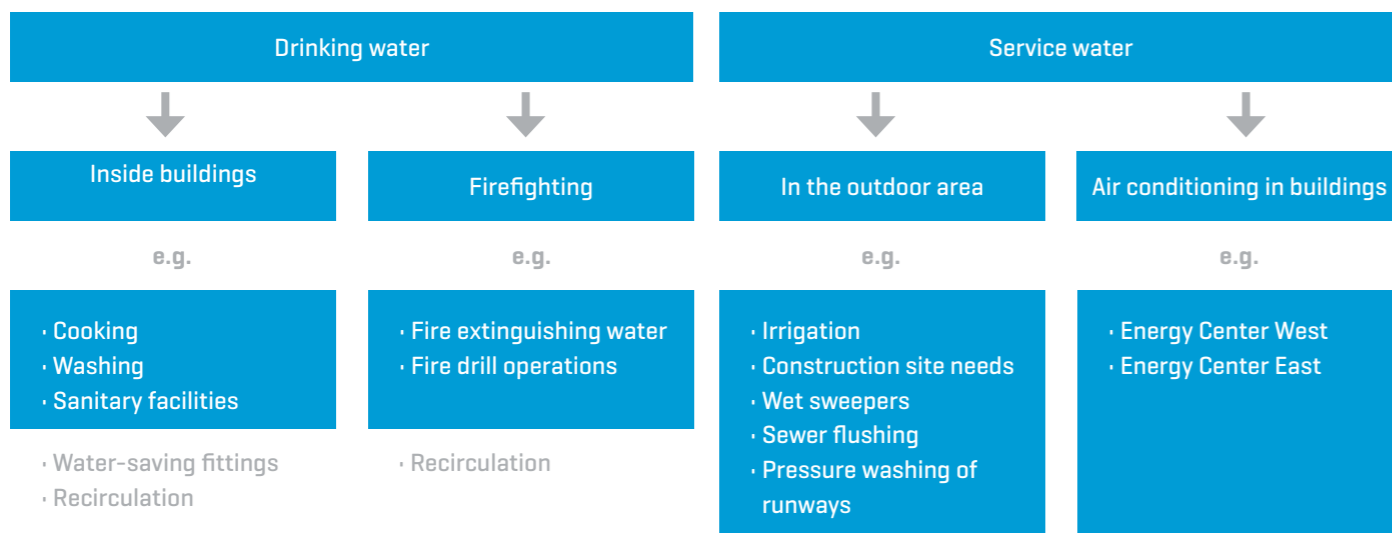 Drinking water
Service water
Inside buildings
Firefighting
In the outdoor area
Air conditioning in buildings
e.g.
e.g.
e.g.
e.g.
· Cooking
· Washing
· Sanitary facilities
· Water-saving fittings
· Recirculation
· Fire extinguishing water
· Fire drill operations
· Recirculation
· Irrigation
· Construction site needs
· Wet sweepers
· Sewer flushing
· Pressure washing of
runways
· Energy Center West
· Energy Center East